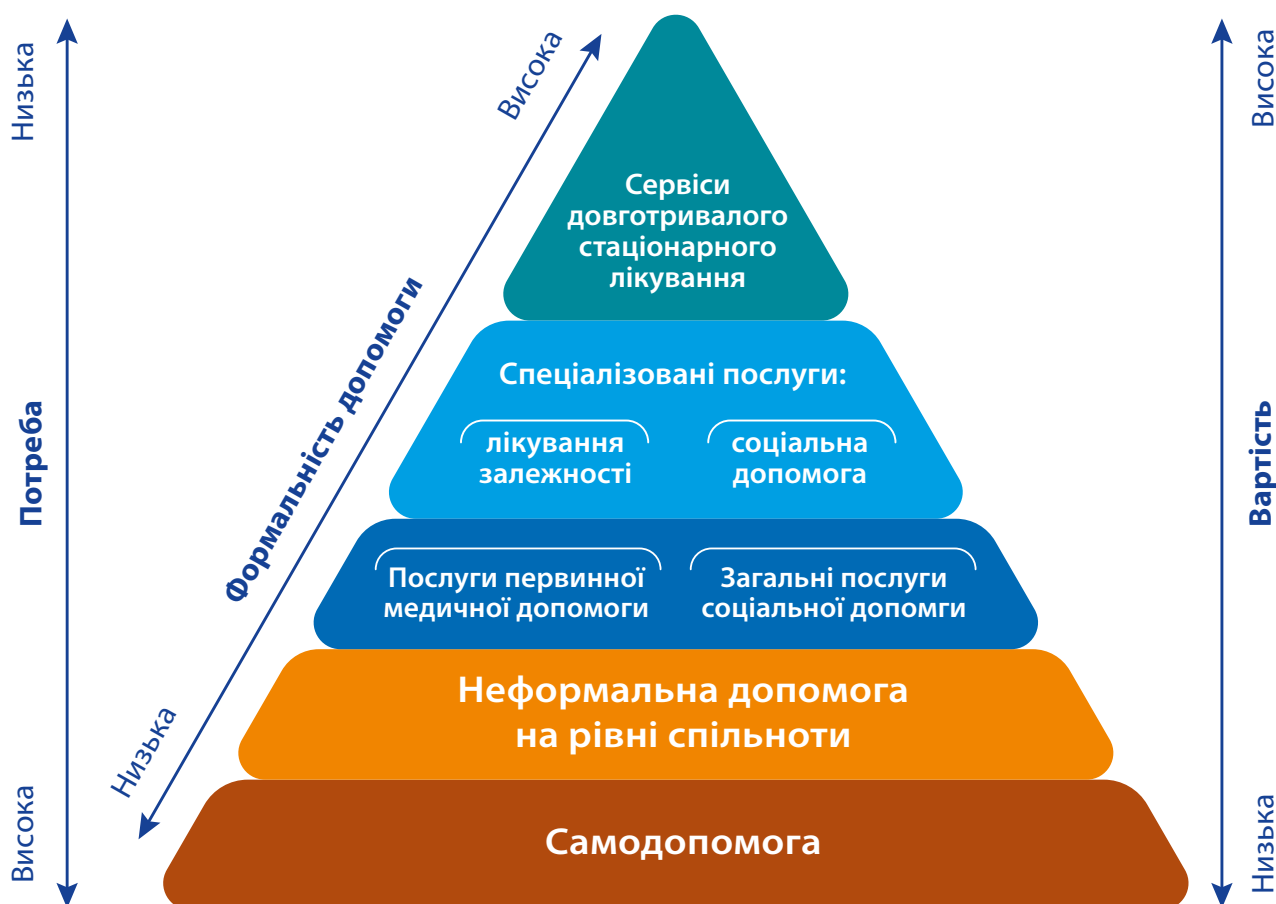 Низька
Висока
Висока
Сервіси
довготривалого
стаціонарного
лікування
Спеціалізовані послуги:
лікування
залежності
соціальна
допомога
Потреба
Формальність допомоги
Вартість
Послуги первинної
медичної допомоги
Загальні послуги
соціальної допомги
Неформальна допомога
на рівні спільноти
Низька
Самодопомога
Висока
Низька